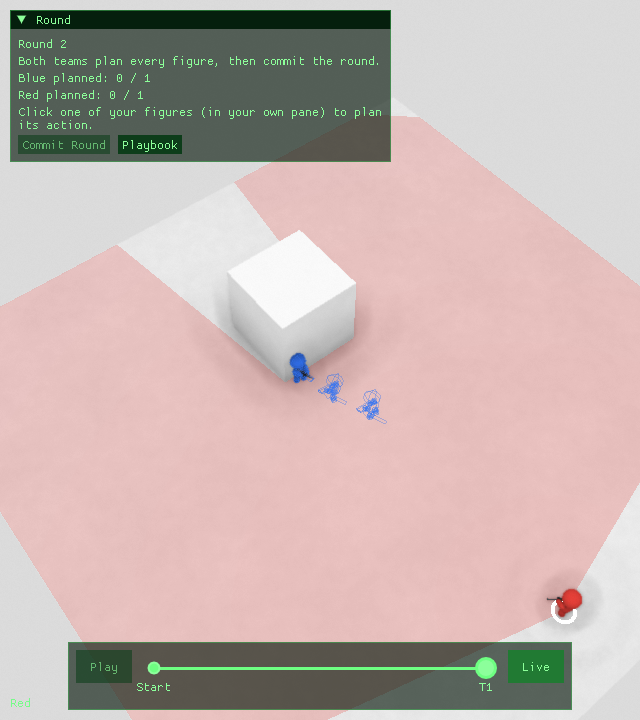 Round
Round 2
Both teams plan every figure, then commit the round.
Blue planned: 0 / 1
Red planned: 0 / 1
Click one of your figures (in your own pane) to plan
its action.
Commit Round Playbook
Play
Live
Start
T1
Red